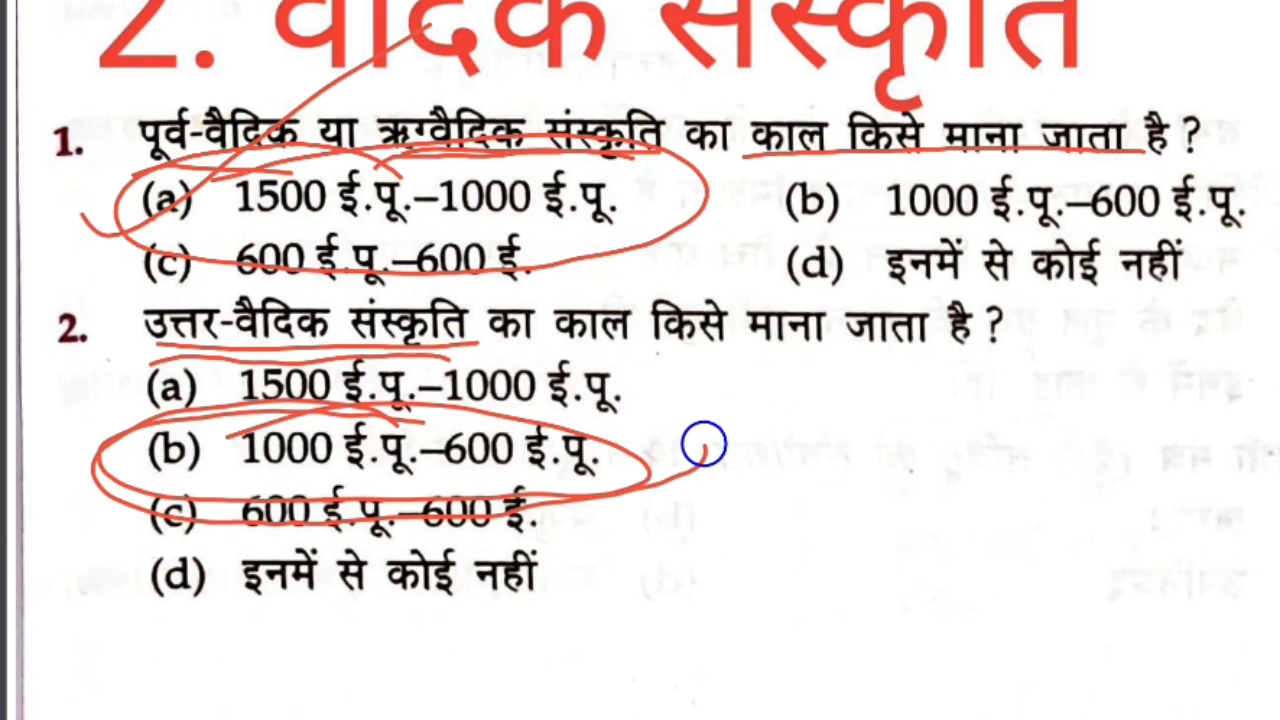 2. वैदिक संस्कृति
1. पूर्व-वैदिक या ऋग्वैदिक संस्कृति का काल किसे माना जाता है ?
(a) 1500 ई.पू.–1000 ई.पू. (b) 1000 ई.पू.–600 ई.पू.
(c) 600 ई.पू.–600 ई. (d) इनमें से कोई नहीं
2. उत्तर-वैदिक संस्कृति का काल किसे माना जाता है ?
(a) 1500 ई.पू.–1000 ई.पू.
(b) 1000 ई.पू.–600 ई.पू.
(c) 600 ई.पू.–600 ई.
(d) इनमें से कोई नहीं